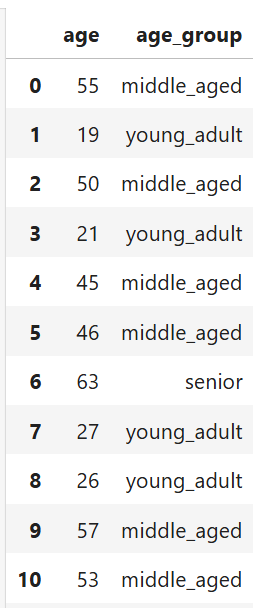 age age_group
0 55 middle_aged
1 19 young_adult
2 50 middle_aged
3 21 young_adult
4 45 middle_aged
5 46 middle_aged
6 63 senior
7 27 young_adult
8 26 young_adult
9 57 middle_aged
10 53 middle_aged